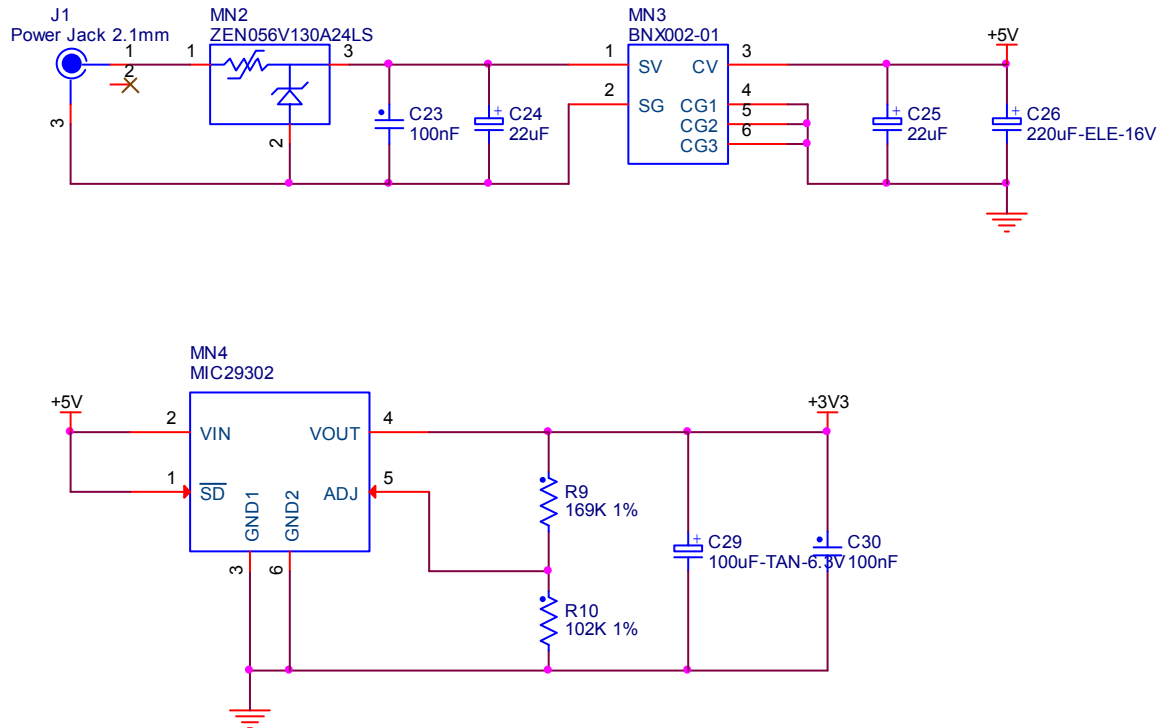 J1
Power Jack 2.1mm
MN2
ZEN056V130A24LS
MN3
BNX002-01
+5V
1
2
1
3
1
SV
CV
3
C23
100nF
C24
22uF
2
SG
CG1
4
CG2
5
CG3
6
C25
22uF
C26
220uF-ELE-16V
3
2
MN4
MIC29302
+5V
+3V3
2
VIN
VOUT
4
1
SD
ADJ
5
GND1
GND2
3
6
R9
169K 1%
C29
100uF-TAN-6.3V
C30
100nF
R10
102K 1%